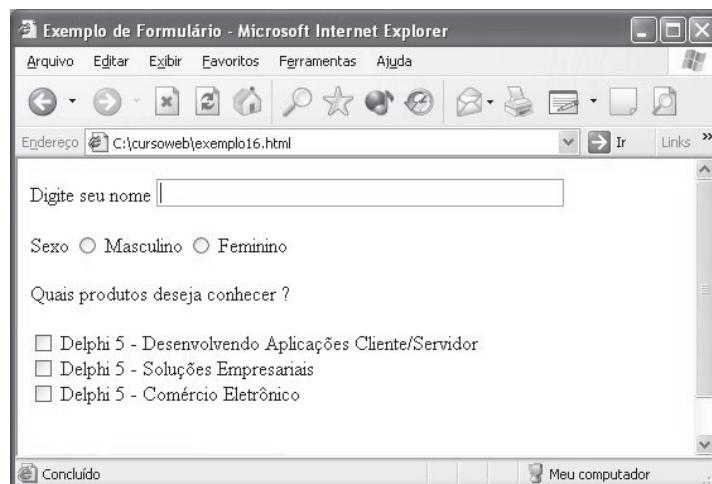 Exemplo de Formulário - Microsoft Internet Explorer
Arquivo Editar Exibir Favoritos Ferramentas Ajuda
Endereço C:\cursoweb\exemplo16.html Ir Links »
Digite seu nome
Sexo Masculino Feminino
Quais produtos deseja conhecer ?
Delphi 5 - Desenvolvendo Aplicações Cliente/Servidor
Delphi 5 - Soluções Empresariais
Delphi 5 - Comércio Eletrônico
Concluído Meu computador